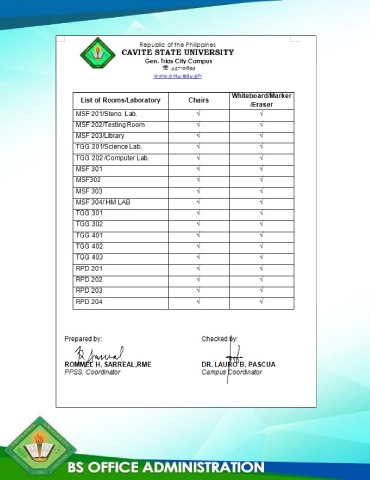 Republic of the Philippines
CAVITE STATE UNIVERSITY
Gen. Trias City Campus
www.cvsu.edu.ph
List of Rooms/Laboratory Chairs Whiteboard/Marker
/Eraser
MSF 201/Steno. Lab. √ √
MSF 202/Testing Room √ √
MSF 203/Library √ √
TGG 201/Science Lab. √ √
TGG 202 /Computer Lab. √ √
MSF 301 √ √
MSF302 √ √
MSF 303 √ √
MSF 304/ HM LAB √ √
TGG 301 √ √
TGG 302 √ √
TGG 401 √ √
TGG 402 √ √
TGG 403 √ √
RPD 201 √ √
RPD 202 √ √
RPD 203 √ √
RPD 204 √ √
Prepared by: Checked by:
ROMMEL H. SARREAL,RME DR. LAURO B. PASCUA
PPSS, Coordinator Campus Coordinator
BS OFFICE ADMINISTRATION